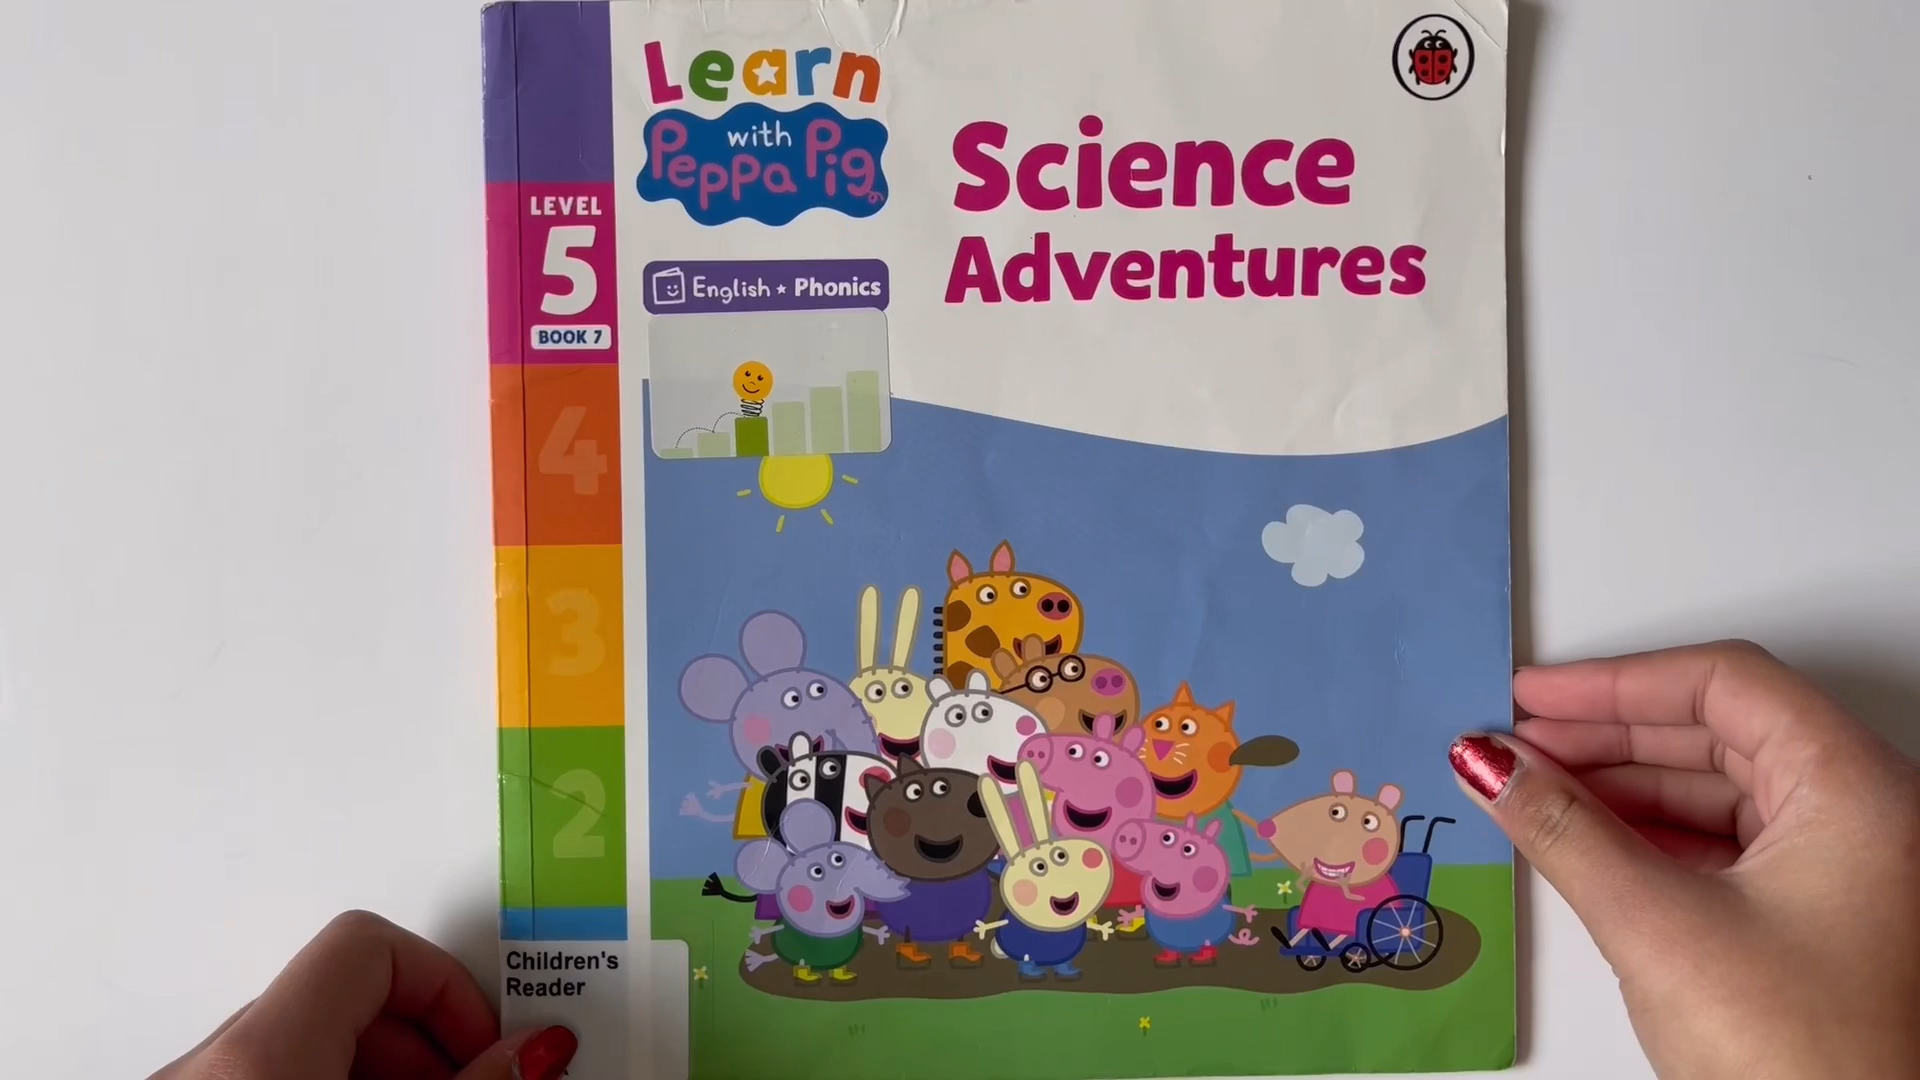 Learn
with
Peppa Pig
Science
Adventures
LEVEL
5
BOOK 7
English ★ Phonics
4
3
2
Children's
Reader